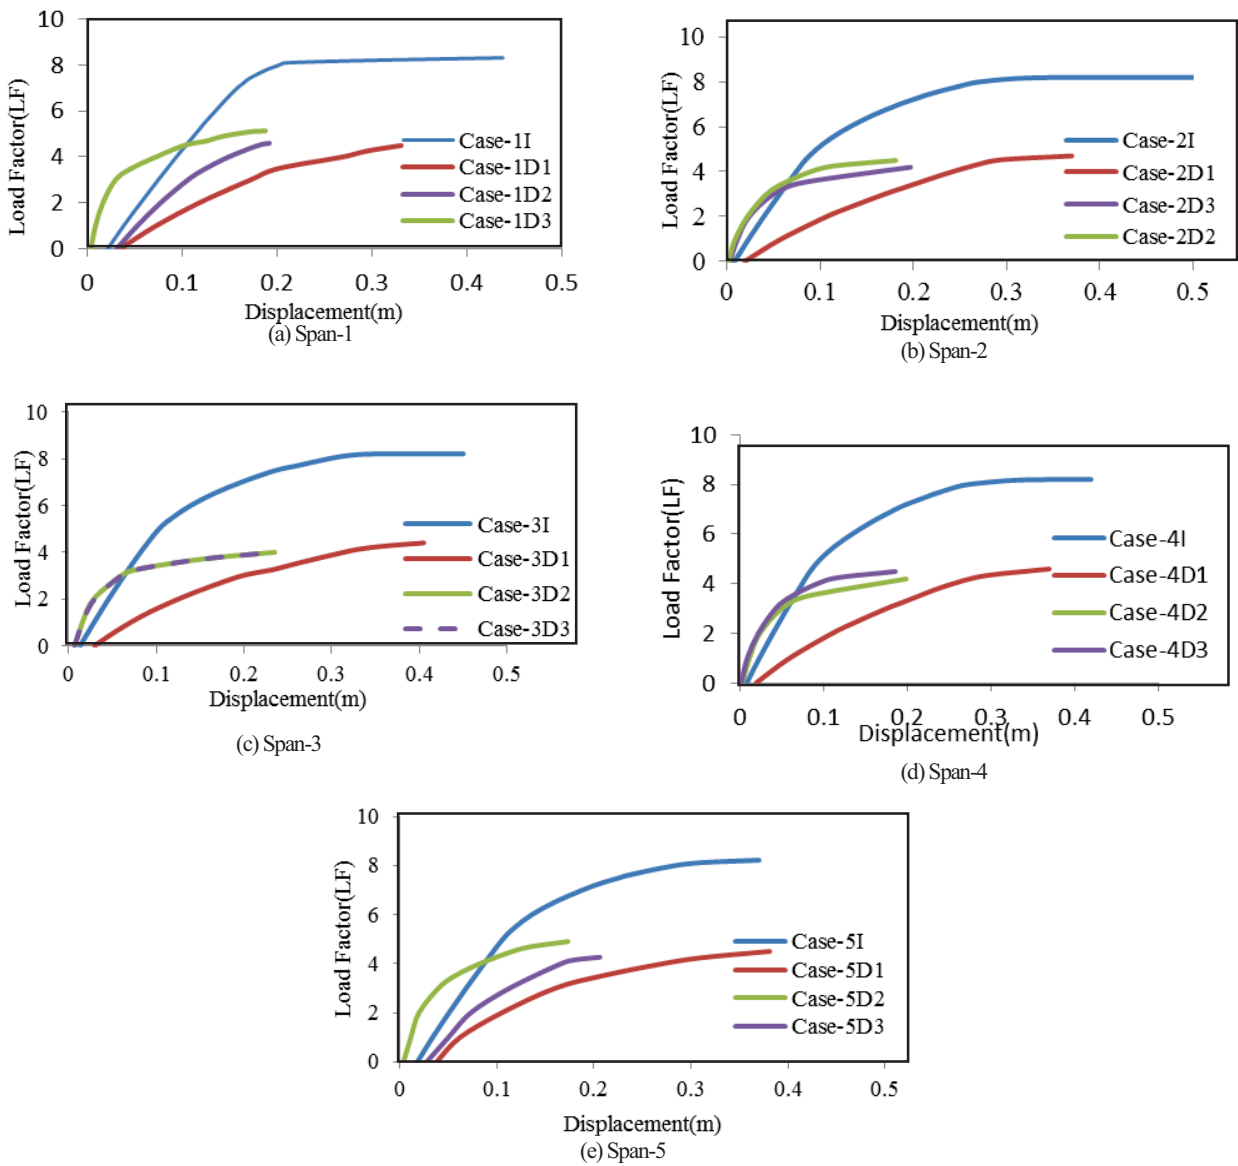 10
8
6
4
2
0
Load Factor(LF)
Case-1I
Case-1D1
Case-1D2
Case-1D3
0 0.1 0.2 0.3 0.4 0.5
Displacement(m)
(a) Span-1
10
8
6
4
2
0
Load Factor(LF)
Case-2I
Case-2D1
Case-2D3
Case-2D2
0 0.1 0.2 0.3 0.4 0.5
Displacement(m)
(b) Span-2
10
8
6
4
2
0
Load Factor(LF)
Case-3I
Case-3D1
Case-3D2
Case-3D3
0 0.1 0.2 0.3 0.4 0.5
Displacement(m)
(c) Span-3
10
8
6
4
2
0
Load Factor(LF)
Case-4I
Case-4D1
Case-4D2
Case-4D3
0 0.1 0.2 0.3 0.4 0.5
Displacement(m)
(d) Span-4
10
8
6
4
2
0
Load Factor(LF)
Case-5I
Case-5D1
Case-5D2
Case-5D3
0 0.1 0.2 0.3 0.4 0.5
Displacement(m)
(e) Span-5